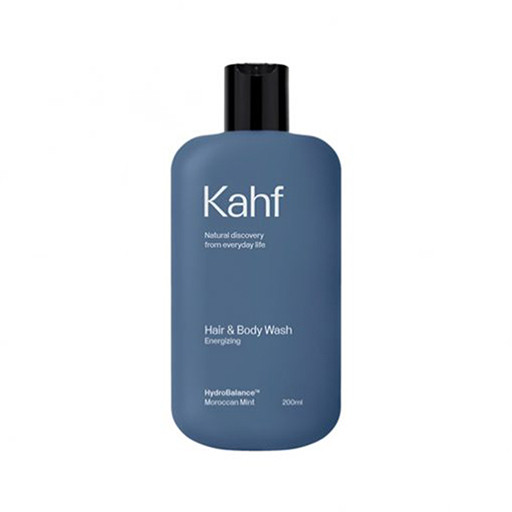 Kahf
Natural discovery
from everyday life
Hair & Body Wash
Energizing
HydroBalance™
Moroccan Mint 200ml